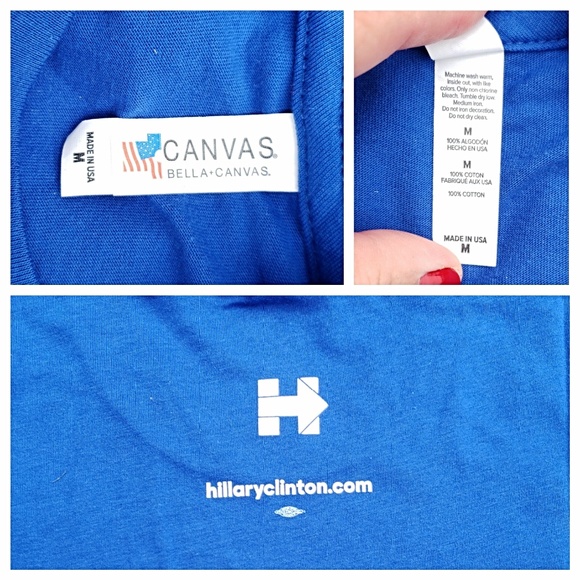 MADE IN USA
M
CANVAS®
BELLA+CANVAS®
Machine wash warm,
Inside out, with like
colors. Only non chlorine
bleach. Tumble dry low.
Medium iron.
Do not iron decoration.
Do not dry clean.
M
100% ALGODÓN
HECHO EN USA
M
100% COTON
FABRIQUÉ AUX USA
100% COTTON
MADE IN USA
M
H
hillaryclinton.com